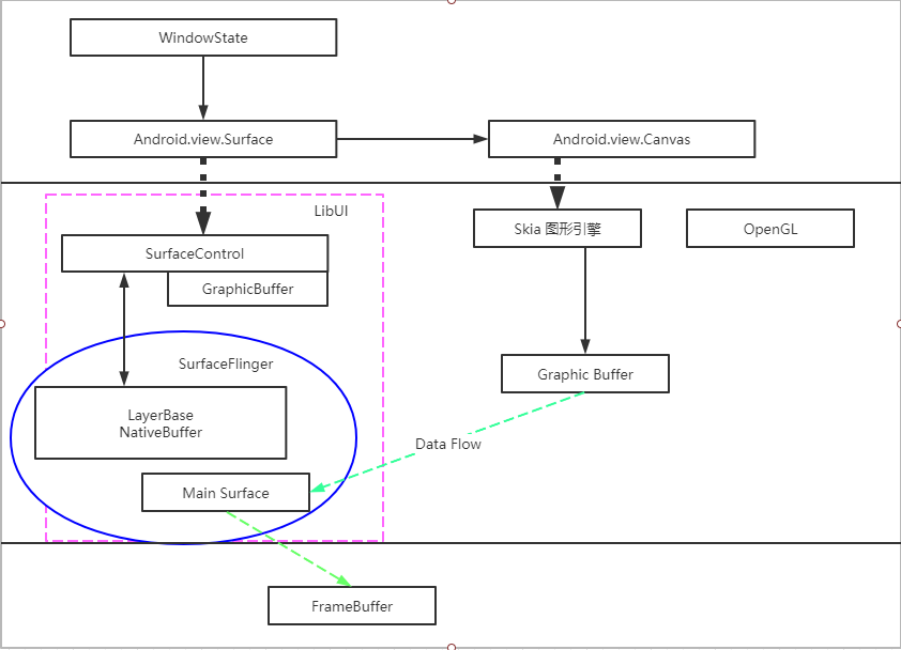 WindowState
Android.view.Surface
Android.view.Canvas
LibUI
Skia 图形引擎
OpenGL
SurfaceControl
GraphicBuffer
SurfaceFlinger
Graphic Buffer
LayerBase
NativeBuffer
Data Flow
Main Surface
FrameBuffer